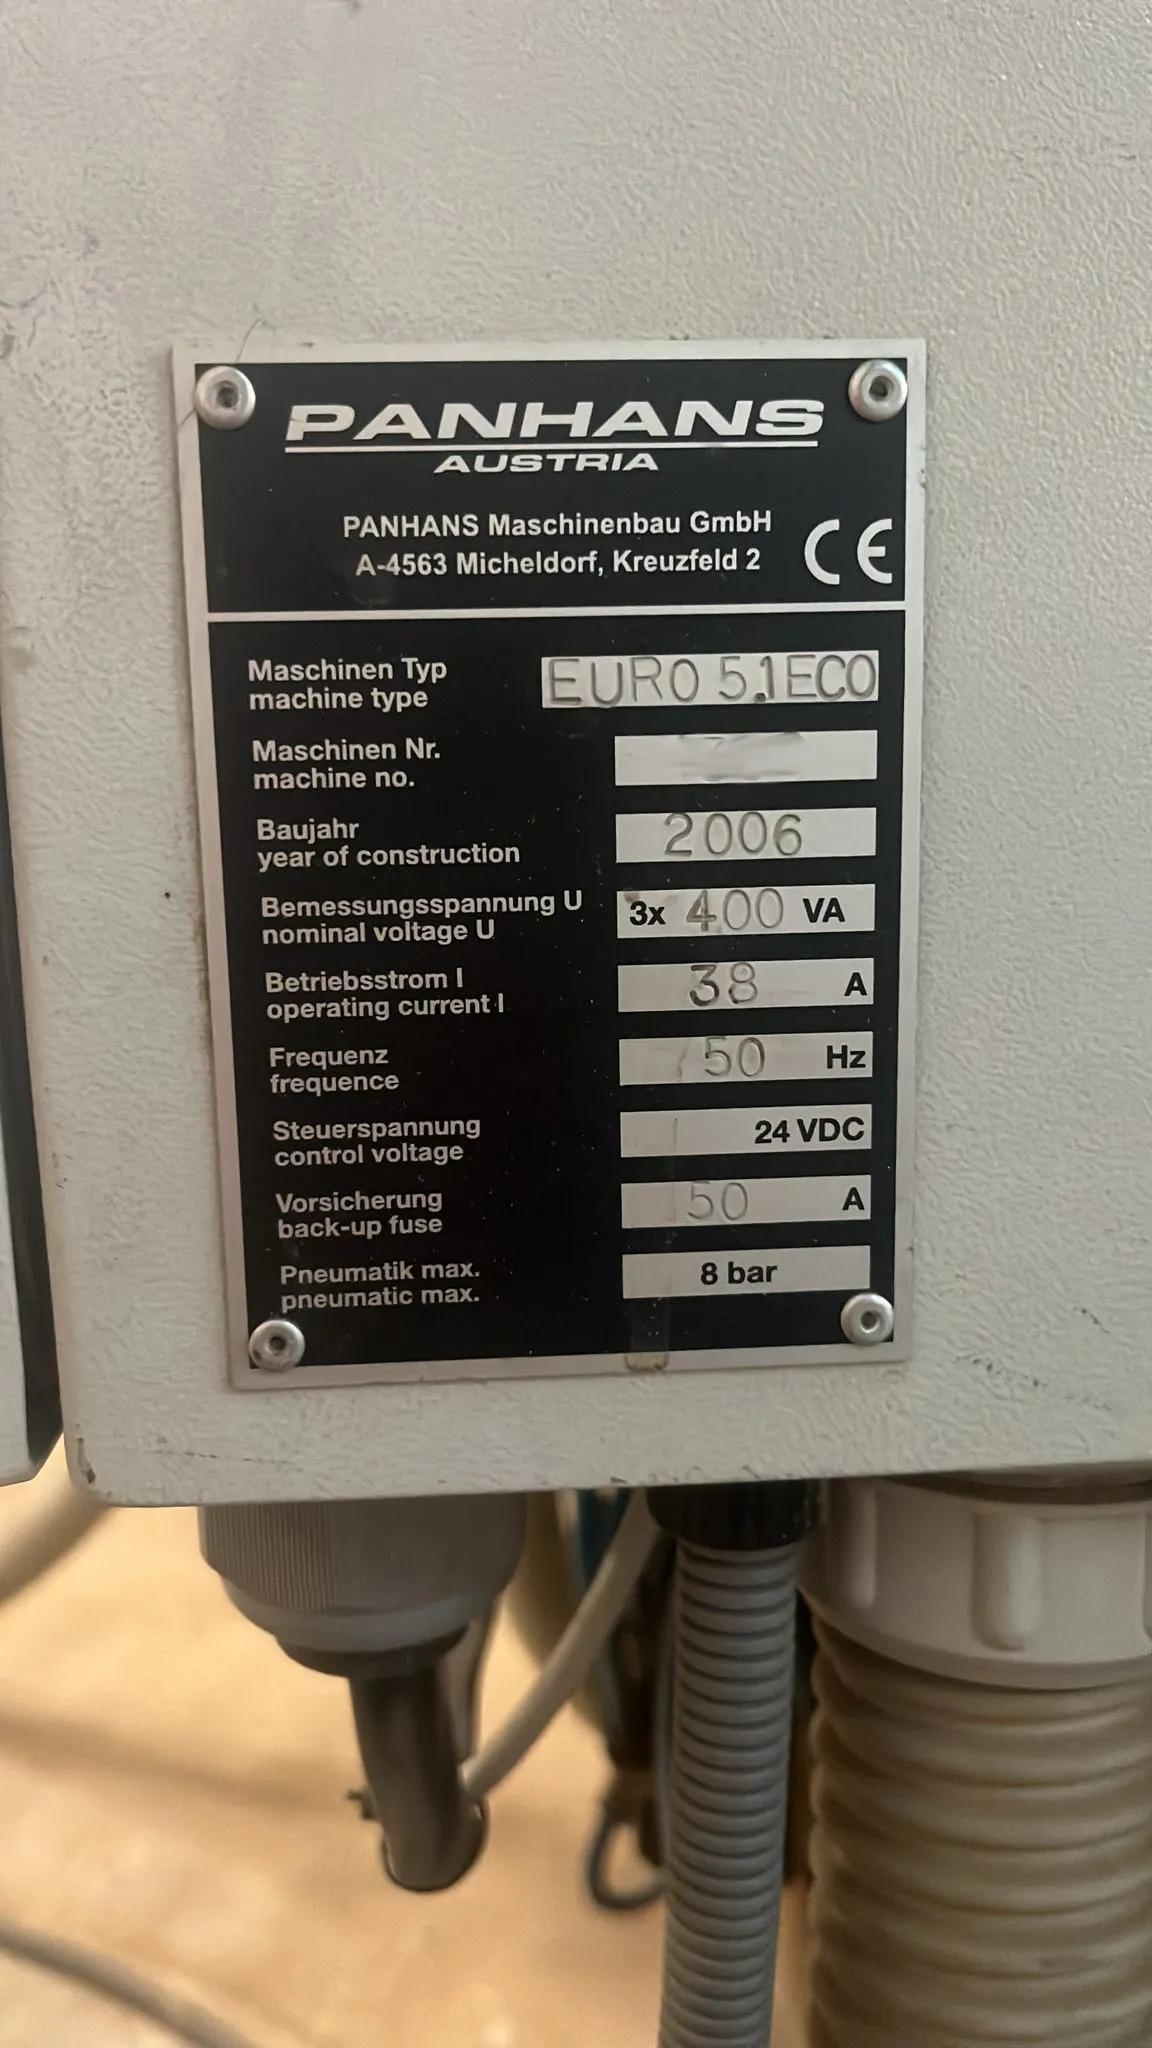 PANHANS
AUSTRIA
PANHANS Maschinenbau GmbH
A-4563 Micheldorf, Kreuzfeld 2
CE
Maschinen Typ
machine type
EURO 5.1ECO
Maschinen Nr.
machine no.
Baujahr
year of construction
2006
Bemessungsspannung U
nominal voltage U
3x 400 VA
Betriebsstrom I
operating current I
38 A
Frequenz
frequence
50 Hz
Steuerspannung
control voltage
24 VDC
Vorsicherung
back-up fuse
50 A
Pneumatik max.
pneumatic max.
8 bar